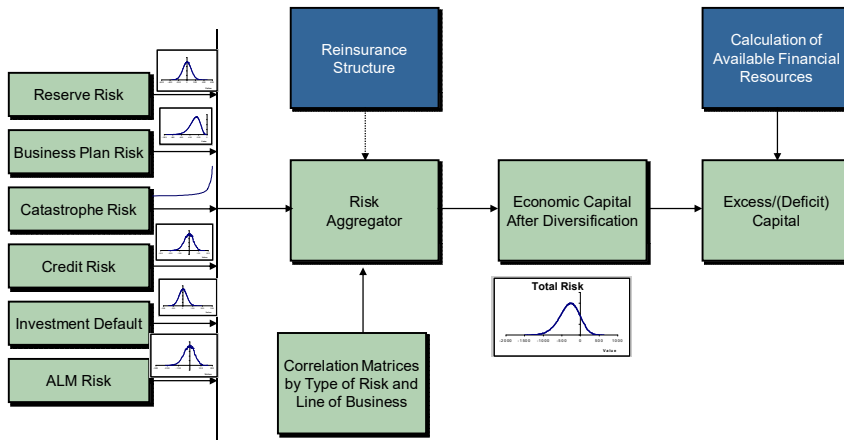 Reinsurance
Structure
Calculation of
Available Financial
Resources
Reserve Risk
Business Plan Risk
Catastrophe Risk
Credit Risk
Investment Default
ALM Risk
Risk
Aggregator
Economic Capital
After Diversification
Excess/(Deficit)
Capital
Total Risk
-2000 -1500 -1000 -500 0 500 1000
Value
Correlation Matrices
by Type of Risk and
Line of Business